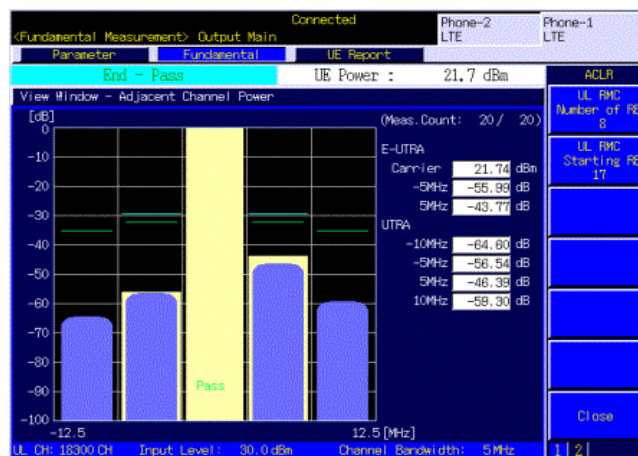 Connected
Phone-2
LTE
Phone-1
LTE
<Fundamental Measurement> Output Main
Parameter
Fundamental
UE Report
End - Pass
UE Power : 21.7 dBm
ACLR
View Window - Adjacent Channel Power
UL RMC
Number of RB
8
UL RMC
Starting RB
17
[dB]
(Meas.Count: 20/ 20)
0
-10
-20
-30
-40
-50
-60
-70
-80
-90
-100
E-UTRA
Carrier 21.74 dBm
-5MHz -55.99 dB
5MHz -43.77 dB
UTRA
-10MHz -64.60 dB
-5MHz -56.54 dB
5MHz -46.39 dB
10MHz -59.30 dB
Pass
-12.5
12.5[MHz]
Close
UL CH: 18300 CH Input Level: 30.0 dBm Channel Bandwidth: 5 MHz
1 2